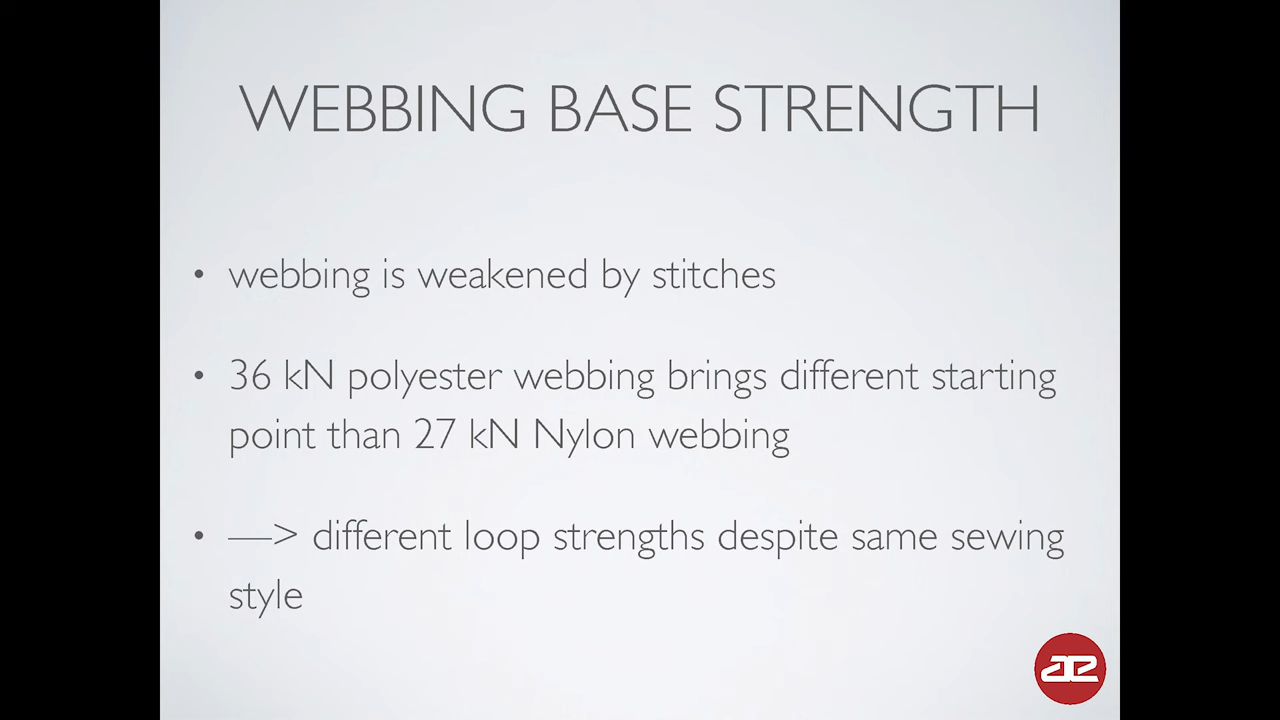 WEBBING BASE STRENGTH
• webbing is weakened by stitches
• 36 kN polyester webbing brings different starting
point than 27 kN Nylon webbing
• —> different loop strengths despite same sewing
style